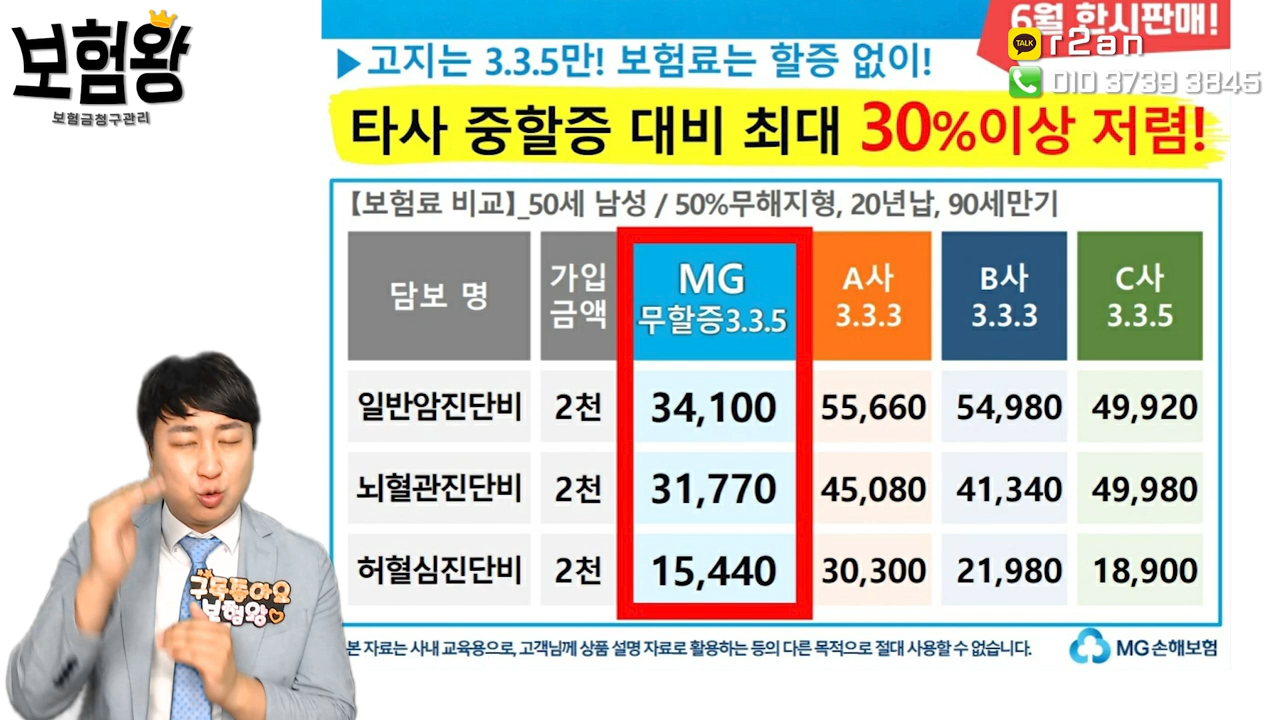 보험왕
보험금청구관리
6월 한시판매!
TALK
r2an
010 3739 3845
▶고지는 3.3.5만! 보험료는 할증 없이!
타사 중할증 대비 최대 30%이상 저렴!
【보험료 비교】_50세 남성 / 50%무해지형, 20년납, 90세만기
담보 명 가입금액 MG 무할증3.3.5 A사 3.3.3 B사 3.3.3 C사 3.3.5
일반암진단비 2천 34,100 55,660 54,980 49,920
뇌혈관진단비 2천 31,770 45,080 41,340 49,980
허혈심진단비 2천 15,440 30,300 21,980 18,900
구독좋아요
보험왕
본 자료는 사내 교육용으로, 고객님께 상품 설명 자료로 활용하는 등의 다른 목적으로 절대 사용할 수 없습니다.
MG손해보험